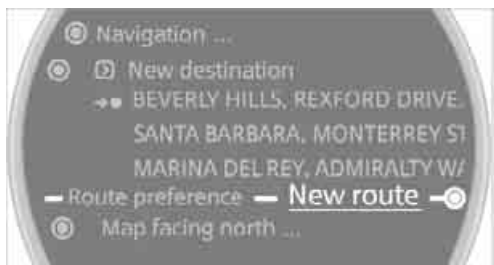 Navigation ...
New destination
BEVERLY HILLS, REXFORD DRIVE,
SANTA BARBARA, MONTERREY ST
MARINA DEL REY, ADMIRALTY WA
Route preference New route
Map facing north ...